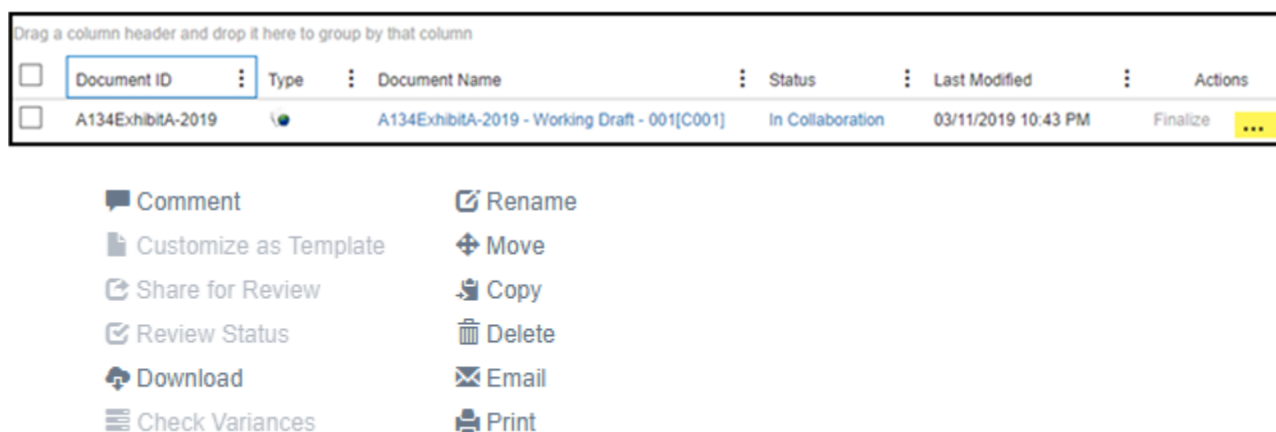 Drag a column header and drop it here to group by that column
Document ID Type Document Name Status Last Modified Actions
A134ExhibitA-2019 A134ExhibitA-2019 - Working Draft - 001[C001] In Collaboration 03/11/2019 10:43 PM Finalize ...
Comment Rename
Customize as Template Move
Share for Review Copy
Review Status Delete
Download Email
Check Variances Print